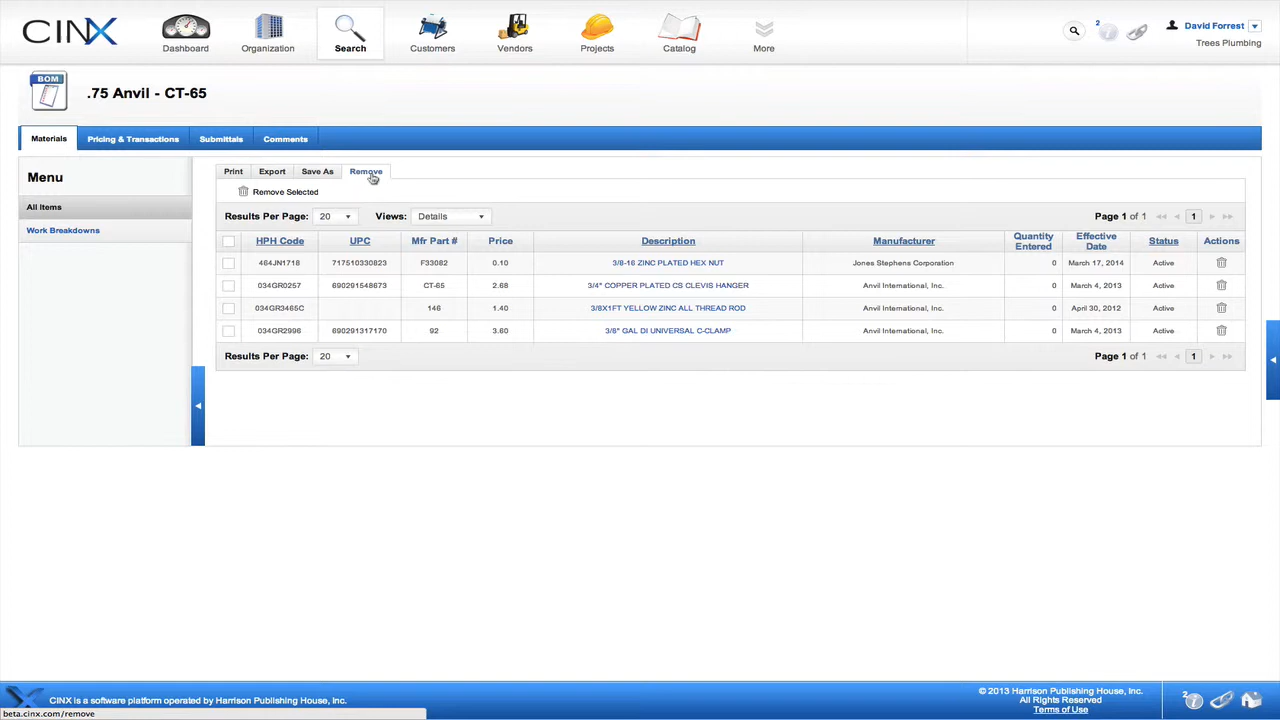 CINX
Dashboard
Organization
Search
Customers
Vendors
Projects
Catalog
More
2
David Forrest
Trees Plumbing
BOM
.75 Anvil - CT-65
Materials
Pricing & Transactions
Submittals
Comments
Menu
All Items
Work Breakdowns
Print
Export
Save As
Remove
Remove Selected
Results Per Page: 20
Views: Details
Page 1 of 1
1
HPH Code UPC Mfr Part # Price Description Manufacturer Quantity Entered Effective Date Status Actions
464JN1718 717510330823 F33082 0.10 3/8-16 ZINC PLATED HEX NUT Jones Stephens Corporation 0 March 17, 2014 Active
034GR0257 690291548673 CT-65 2.68 3/4" COPPER PLATED CS CLEVIS HANGER Anvil International, Inc. 0 March 4, 2013 Active
034GR3465C 146 1.40 3/8X1FT YELLOW ZINC ALL THREAD ROD Anvil International, Inc. 0 April 30, 2012 Active
034GR2996 690291317170 92 3.60 3/8" GAL DI UNIVERSAL C-CLAMP Anvil International, Inc. 0 March 4, 2013 Active
Results Per Page: 20
Page 1 of 1
1
CINX is a software platform operated by Harrison Publishing House, Inc.
© 2013 Harrison Publishing House, Inc.
All Rights Reserved
Terms of Use
2
beta.cinx.com/remove